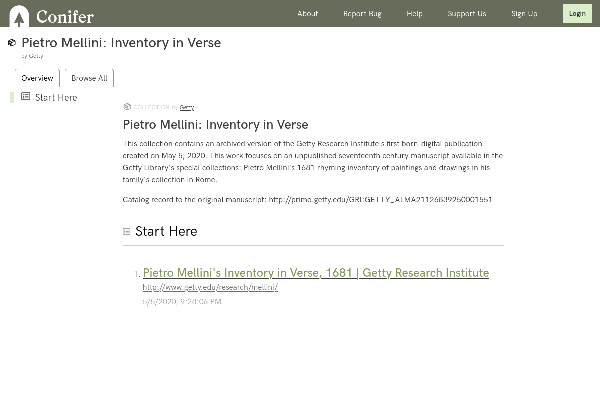 Conifer
About Report Bug Help Support Us Sign Up Login
Pietro Mellini: Inventory in Verse
by Getty
Overview Browse All
Start Here
COLLECTION by Getty
Pietro Mellini: Inventory in Verse
This collection contains an archived version of the Getty Research Institute's first born digital publication
created on May 5, 2020. This work focuses on an unpublished seventeenth century manuscript available in the
Getty Library's special collections: Pietro Mellini's 1681 rhyming inventory of paintings and drawings in his
family's collection in Rome.
Catalog record to the original manuscript: http://primo.getty.edu/GRI:GETTY_ALMA21126839250001551
Start Here
1. Pietro Mellini's Inventory in Verse, 1681 | Getty Research Institute
http://www.getty.edu/research/mellini/
5/5/2020, 9:28:06 PM